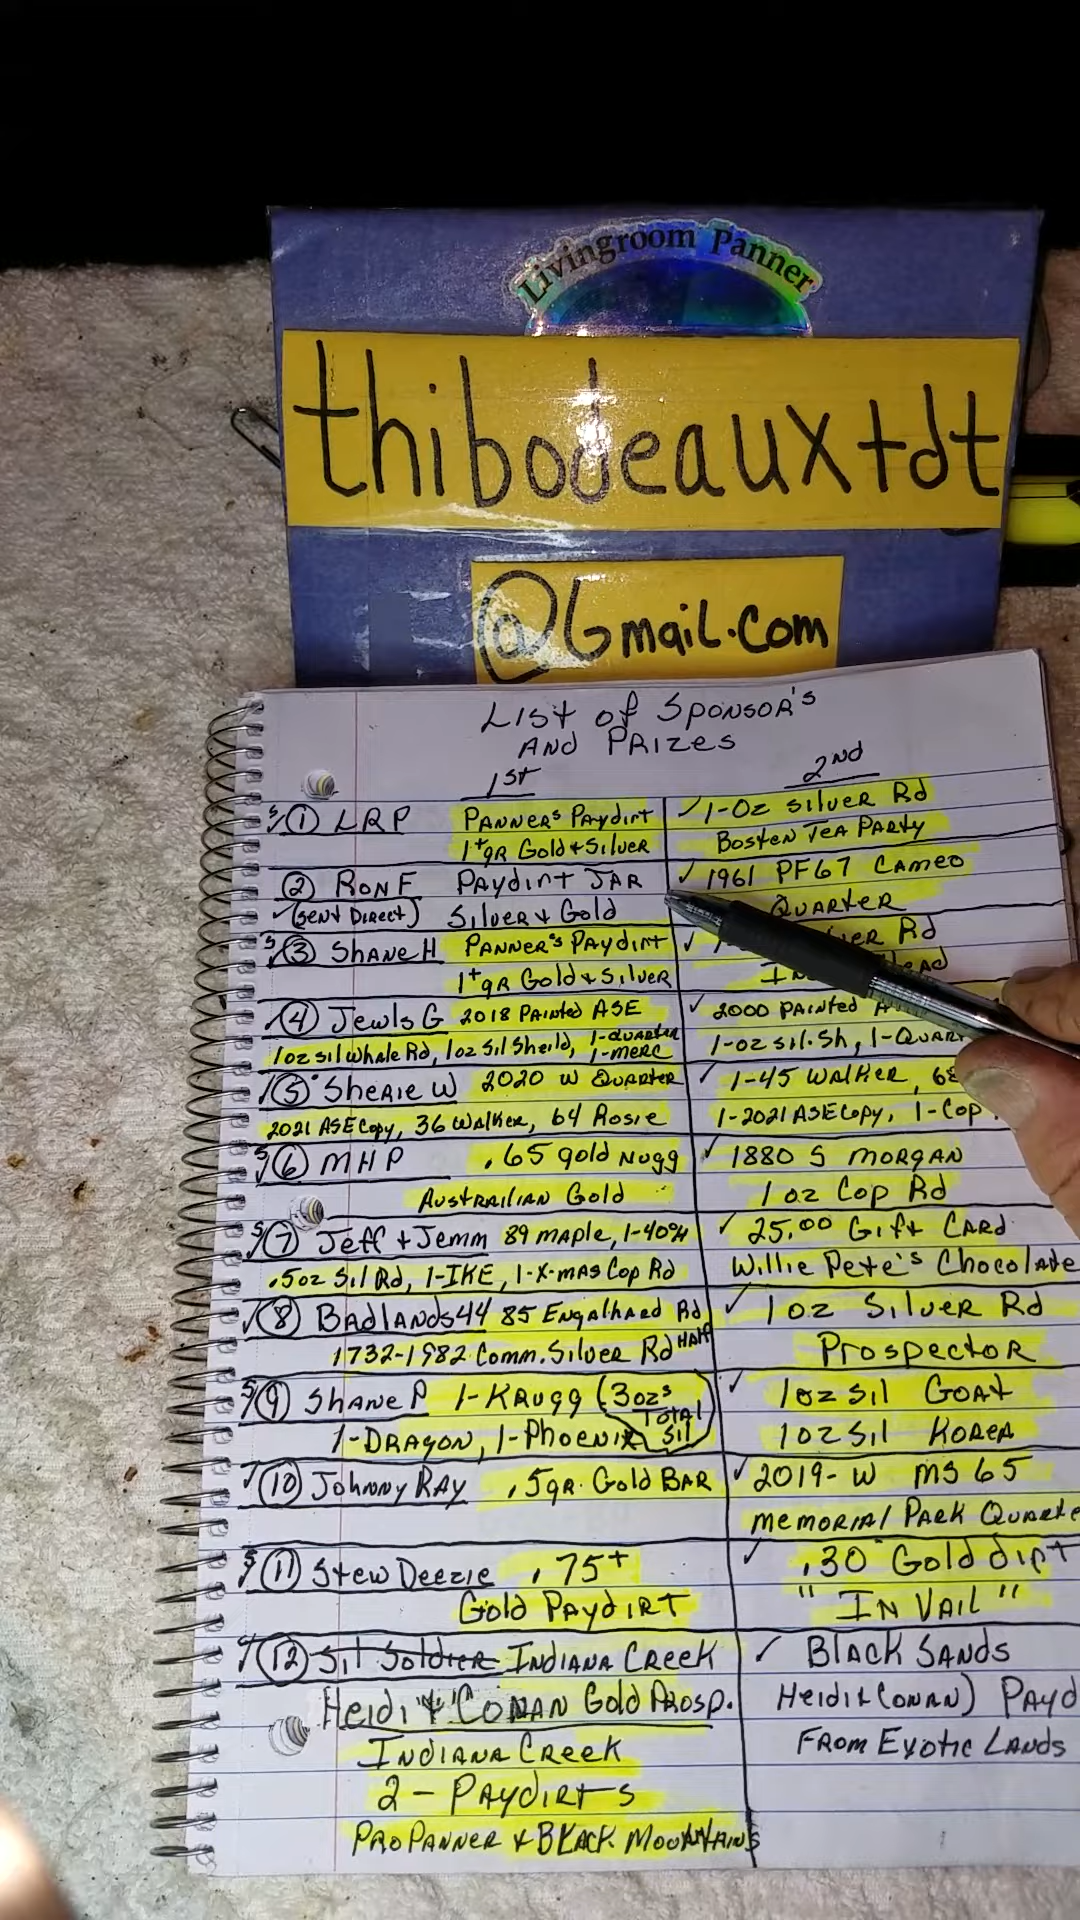 Livingroom Panner
thibodeauxtdt
@Gmail.com
List of Sponsor's
And Prizes
1st 2nd
① LRP Panners Paydirt ✓ 1-oz silver Rd
1+gr Gold + Silver Bosten Tea Party
② Ron F Paydirt Jar ✓ 1961 PF67 Cameo
✓(sent Direct) Silver + Gold Quarter
③ Shane H Panner's Paydirt ✓ Rd
1+gr Gold & Silver
④ Jewls G 2018 Painted ASE ✓ 2000 painted
1oz sil Whale Rd, 1oz Sil Sheild, 1-quarter 1-merc 1-oz sil.Sh, 1-Quar
⑤ Sherie W 2020 W Quarter ✓ 1-45 Walker,
2021 ASE Copy, 36 Walker, 64 Rosie 1-2021 ASE Copy, 1-Cop
⑥ MHP .65 gold Nugg ✓ 1880 S Morgan
Austrailian Gold 1 oz Cop Rd
⑦ Jeff + Jemm 89 maple, 1-40% ✓ 25.00 Gift Card
.5oz Sil Rd, 1-IKE, 1-X-mas Cop Rd Willie Pete's Chocolate
⑧ Badlands44 85 Engalhard Rd ✓ 1 oz Silver Rd
1732-1982 Comm. Silver Rd Half Prospector
⑨ Shane P 1-Krugg (3ozs Total Sil ✓ 1oz Sil Goat
1-Dragon, 1-Phoenix 1oz Sil Korea
⑩ Johnny Ray .5gr. Gold Bar ✓ 2019-W MS 65
Memorial Park Quarte
⑪ Stew Deezie .75+ ✓ .30 Gold dirt
Gold Paydirt "In Vail"
⑫ Sil Soldier Indiana Creek ✓ Black Sands
Heidi & Conan Gold Prosp. Heidi & Conan) Payd
Indiana Creek From Exotic Lands
2 - Paydirts
ProPanner & Black Mountains